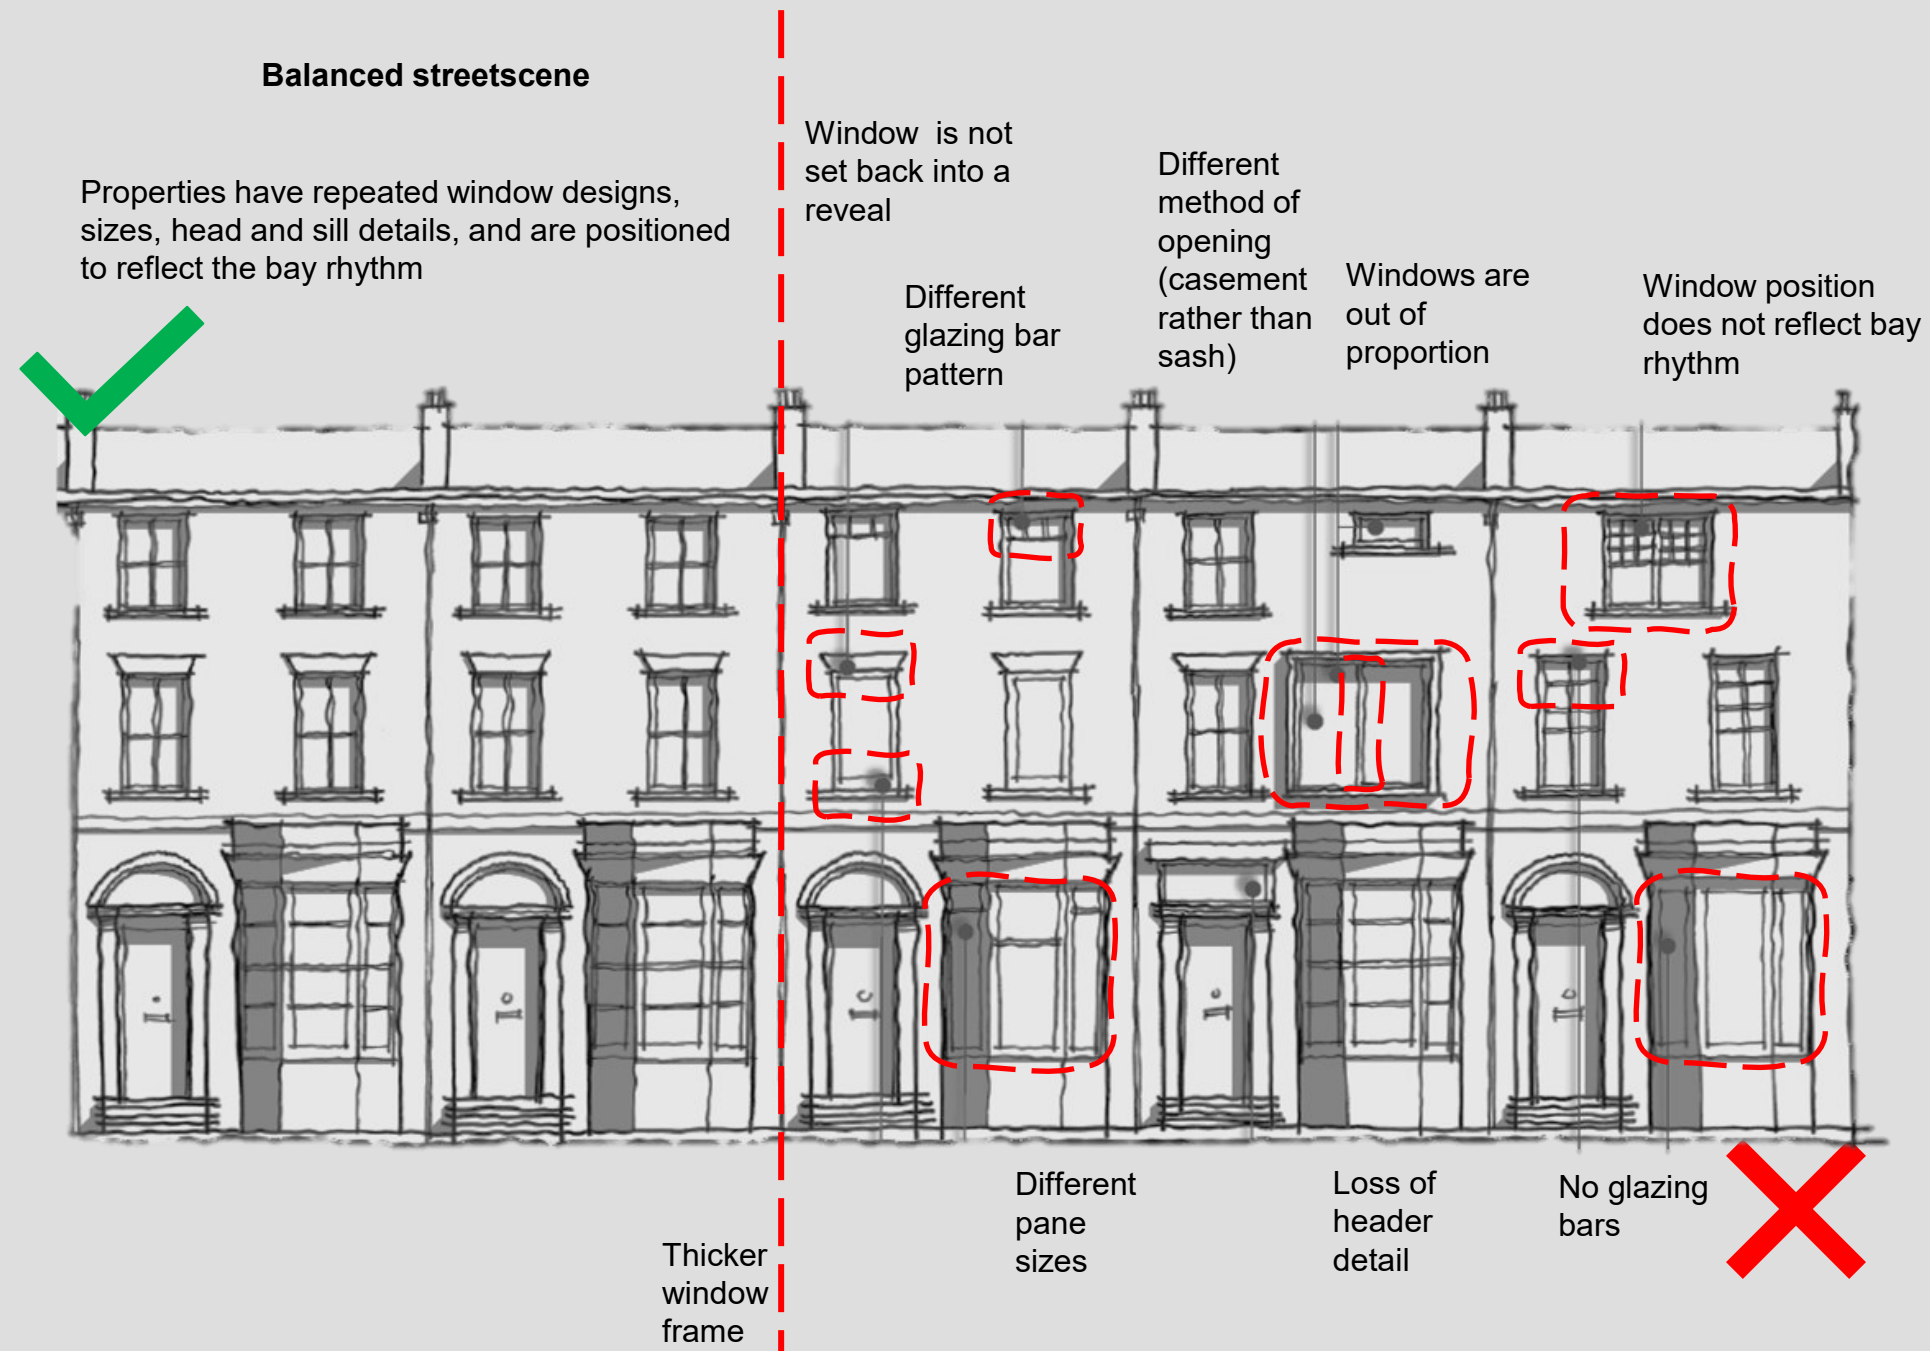 Balanced streetscene
Properties have repeated window designs,
sizes, head and sill details, and are positioned
to reflect the bay rhythm
Window is not
set back into a
reveal
Different
glazing bar
pattern
Different
method of
opening
(casement
rather than
sash)
Windows are
out of
proportion
Window position
does not reflect bay
rhythm
Thicker
window
frame
Different
pane
sizes
Loss of
header
detail
No glazing
bars